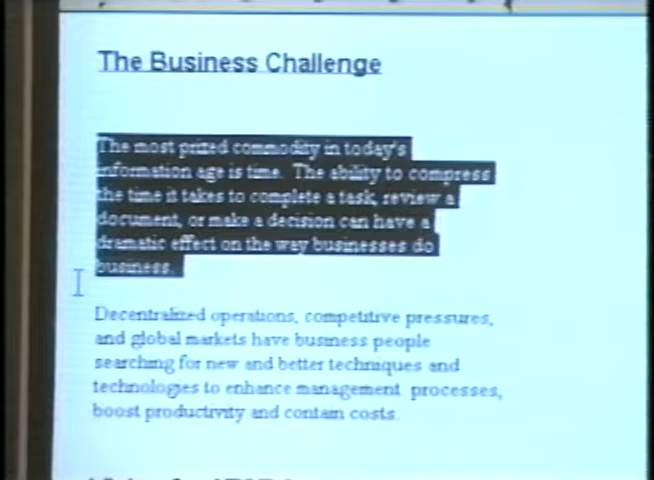 The Business Challenge
The most prized commodity in today's
information age is time. The ability to compress
the time it takes to complete a task, review a
document, or make a decision can have a
dramatic effect on the way businesses do
business.
Decentralized operations, competitive pressures,
and global markets have business people
searching for new and better techniques and
technologies to enhance management processes,
boost productivity and contain costs.